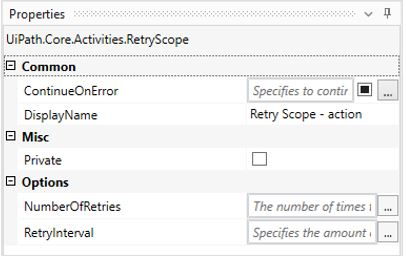 Properties
UiPath.Core.Activities.RetryScope
Common
ContinueOnError Specifies to contin ...
DisplayName Retry Scope - action
Misc
Private
Options
NumberOfRetries The number of times ...
RetryInterval Specifies the amount ...